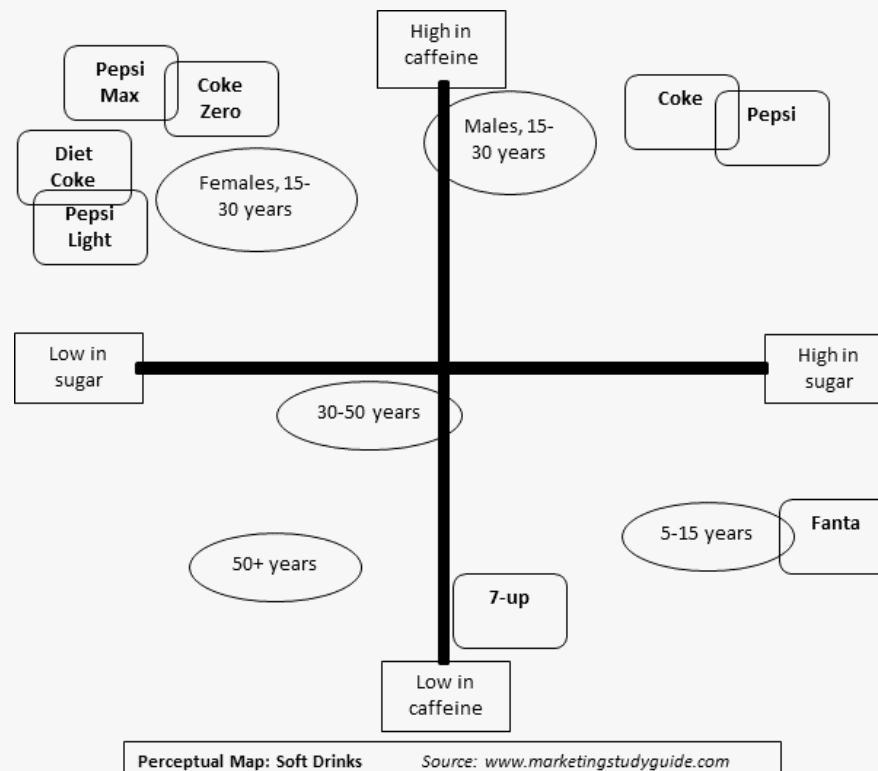 High in
caffeine
Pepsi
Max
Coke
Zero
Coke
Pepsi
Males, 15-
30 years
Diet
Coke
Females, 15-
30 years
Pepsi
Light
Low in
sugar
High in
sugar
30-50 years
5-15 years
Fanta
50+ years
7-up
Low in
caffeine
Perceptual Map: Soft Drinks Source: www.marketingstudyguide.com